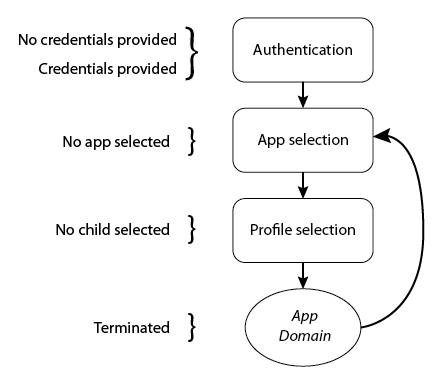 No credentials provided
Credentials provided
Authentication
No app selected
App selection
No child selected
Profile selection
Terminated
App
Domain